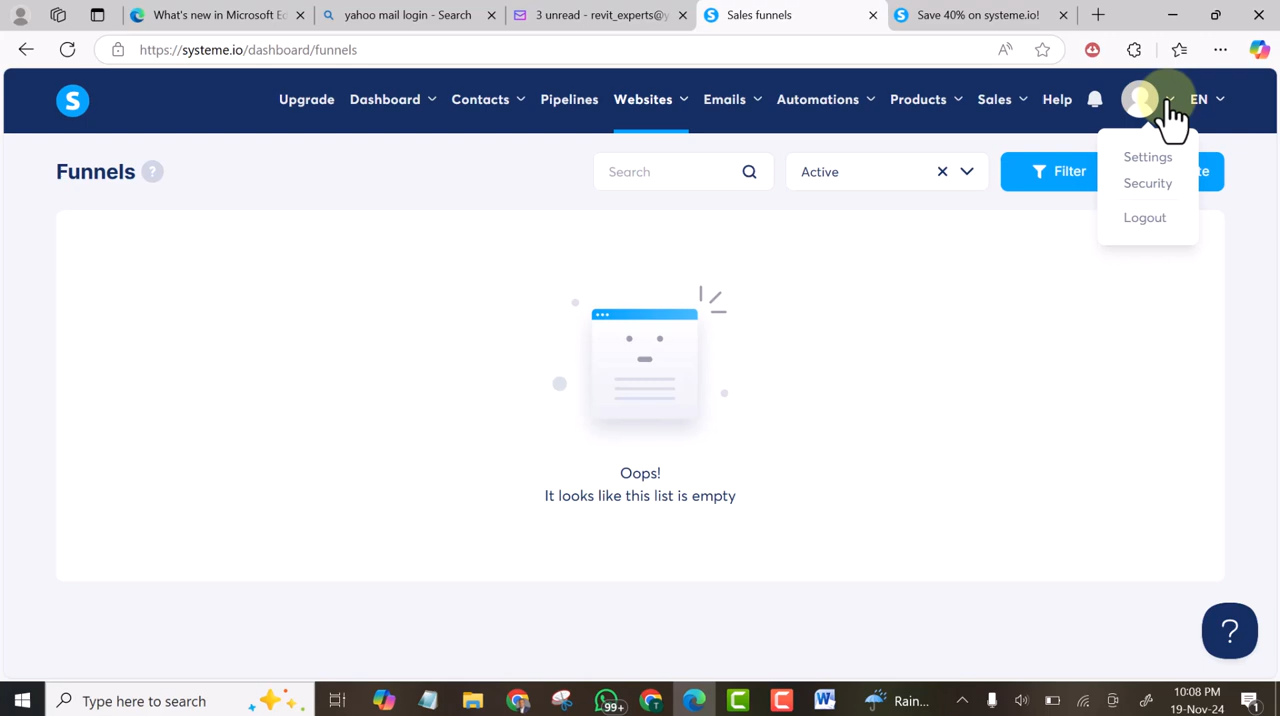 What's new in Microsoft Ed
yahoo mail login - Search
3 unread - revit_experts@y
Sales funnels
Save 40% on systeme.io!
https://systeme.io/dashboard/funnels
S
Upgrade
Dashboard
Contacts
Pipelines
Websites
Emails
Automations
Products
Sales
Help
EN
Settings
Security
Logout
Funnels ?
Search
Active
Filter
te
Oops!
It looks like this list is empty
?
Type here to search
99+
Rain...
10:08 PM
19-Nov-24
1